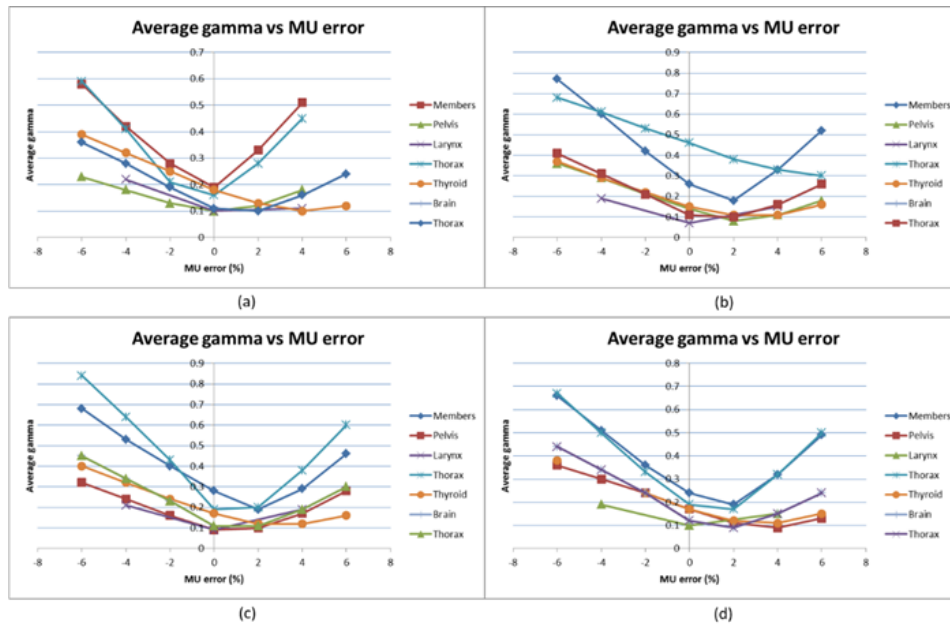 Average gamma vs MU error
0.7
0.6
0.5
0.4
0.3
0.2
0.1
0
-8 -6 -4 -2 0 2 4 6 8
Average gamma
MU error (%)
Members
Pelvis
Larynx
Thorax
Thyroid
Brain
Thorax
(a)
Average gamma vs MU error
0.9
0.8
0.7
0.6
0.5
0.4
0.3
0.2
0.1
0
-8 -6 -4 -2 0 2 4 6 8
Average gamma
MU error (%)
Members
Pelvis
Larynx
Thorax
Thyroid
Brain
Thorax
(b)
Average gamma vs MU error
0.9
0.8
0.7
0.6
0.5
0.4
0.3
0.2
0.1
0
-8 -6 -4 -2 0 2 4 6 8
Average gamma
MU error (%)
Members
Pelvis
Larynx
Thorax
Thyroid
Brain
Thorax
(c)
Average gamma vs MU error
0.8
0.7
0.6
0.5
0.4
0.3
0.2
0.1
0
-8 -6 -4 -2 0 2 4 6 8
Average gamma
MU error (%)
Members
Pelvis
Larynx
Thorax
Thyroid
Brain
Thorax
(d)